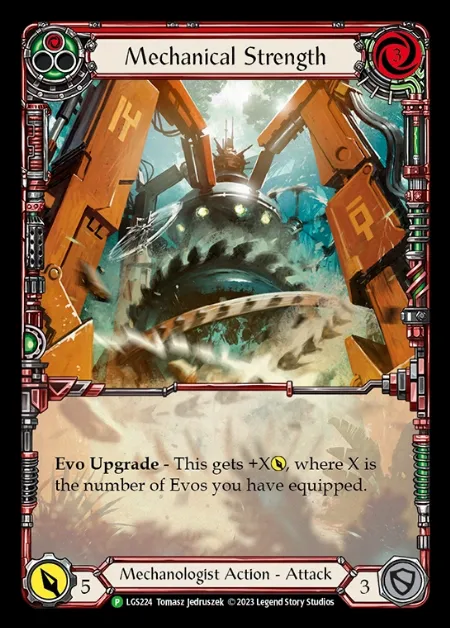 Mechanical Strength
3
Evo Upgrade - This gets +X, where X is
the number of Evos you have equipped.
5
Mechanologist Action - Attack
3
P LGS224 Tomasz Jedruszek © 2023 Legend Story Studios